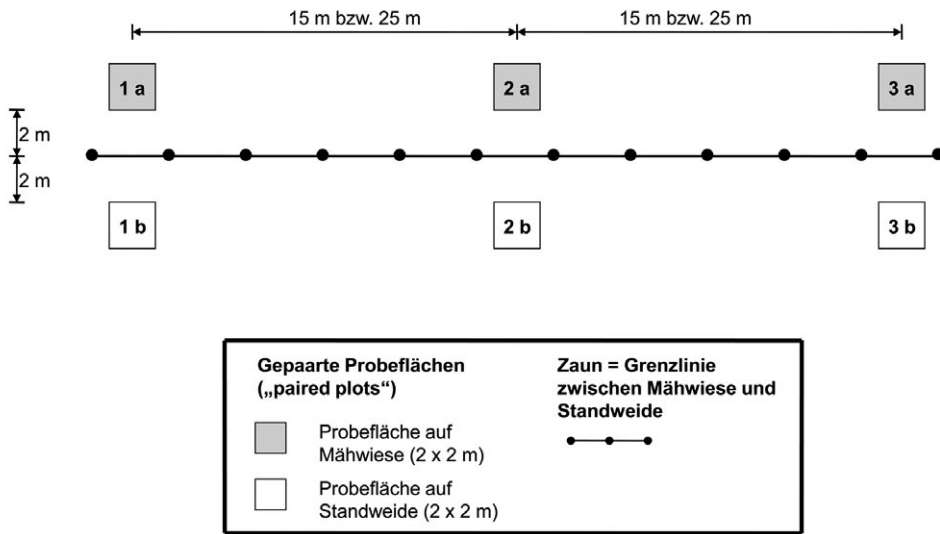 15 m bzw. 25 m
15 m bzw. 25 m
1 a
2 a
3 a
2 m
2 m
1 b
2 b
3 b
Gepaarte Probeflächen
(„paired plots“)
Probefläche auf
Mähwiese (2 x 2 m)
Probefläche auf
Standweide (2 x 2 m)
Zaun = Grenzlinie
zwischen Mähwiese und
Standweide